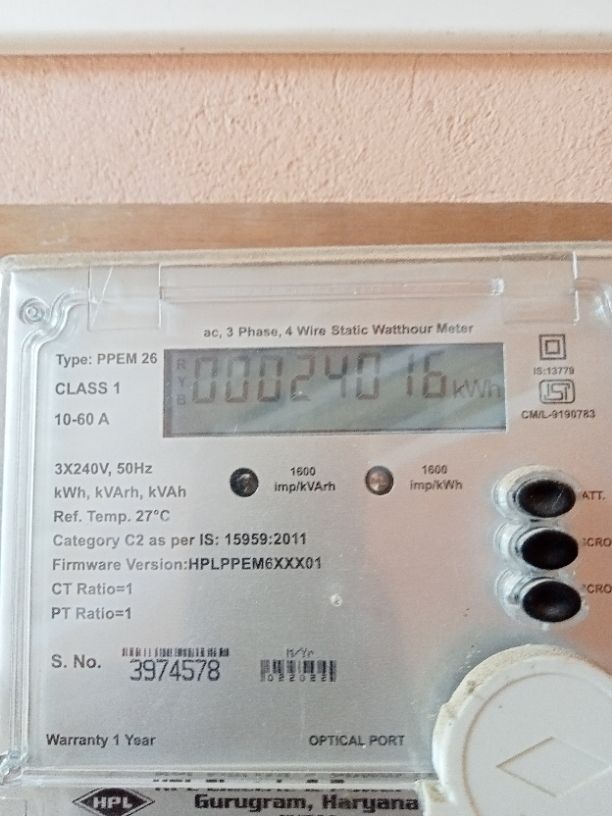 ac, 3 Phase, 4 Wire Static Watthour Meter
Type: PPEM 26
CLASS 1
10-60 A
R
Y
B
00024016 kWh
IS:13779
ISI
CM/L-9190783
3X240V, 50Hz
kWh, kVArh, kVAh
Ref. Temp. 27°C
Category C2 as per IS: 15959:2011
Firmware Version:HPLPPEM6XXX01
CT Ratio=1
PT Ratio=1
1600
imp/kVArh
1600
imp/kWh
ATT.
S. No.
3974578
M/Yr
Warranty 1 Year
OPTICAL PORT
HPL
Gurugram, Haryana